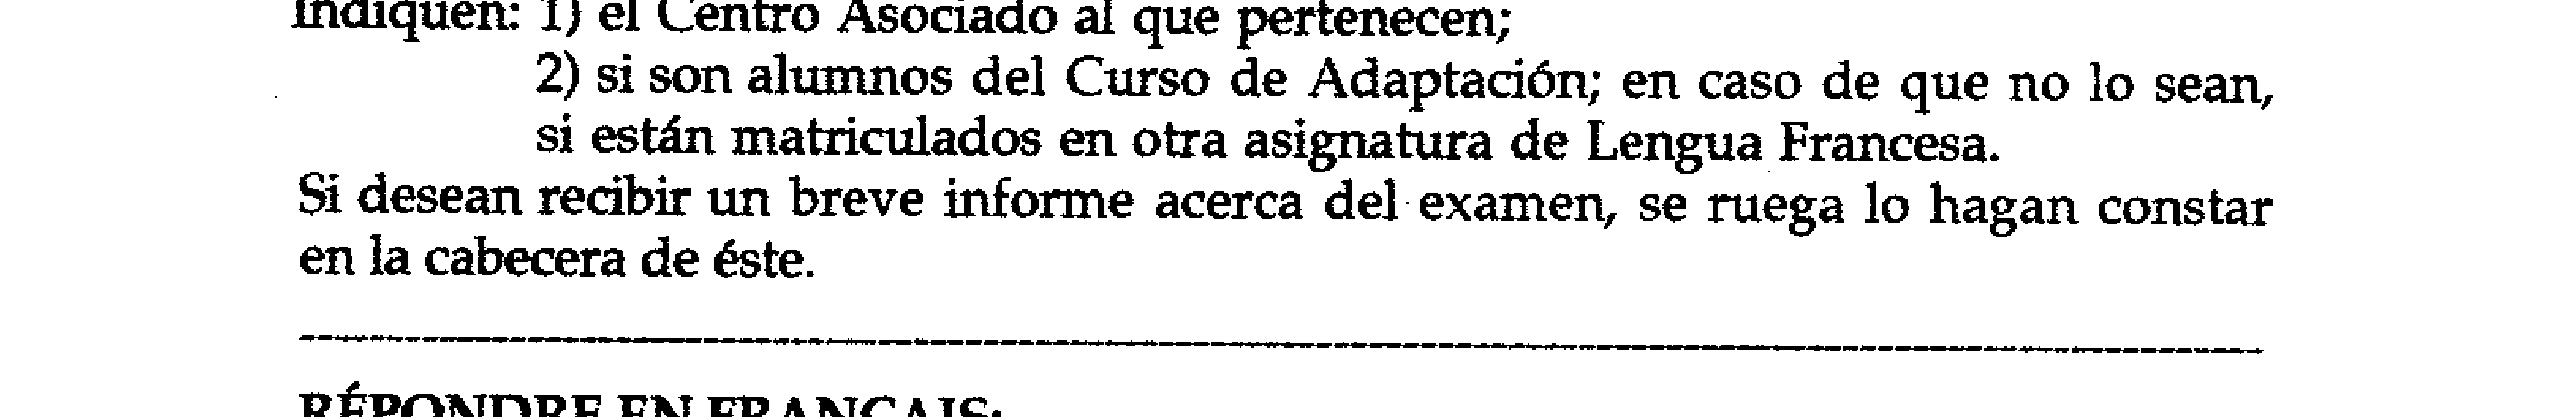 Indiquen: 1) el Centro Asociado al que pertenecen;
2) si son alumnos del Curso de Adaptación; en caso de que no lo sean,
si están matriculados en otra asignatura de Lengua Francesa.
Si desean recibir un breve informe acerca del examen, se ruega lo hagan constar
en la cabecera de éste.
RÉPONDRE EN FRANÇAIS: